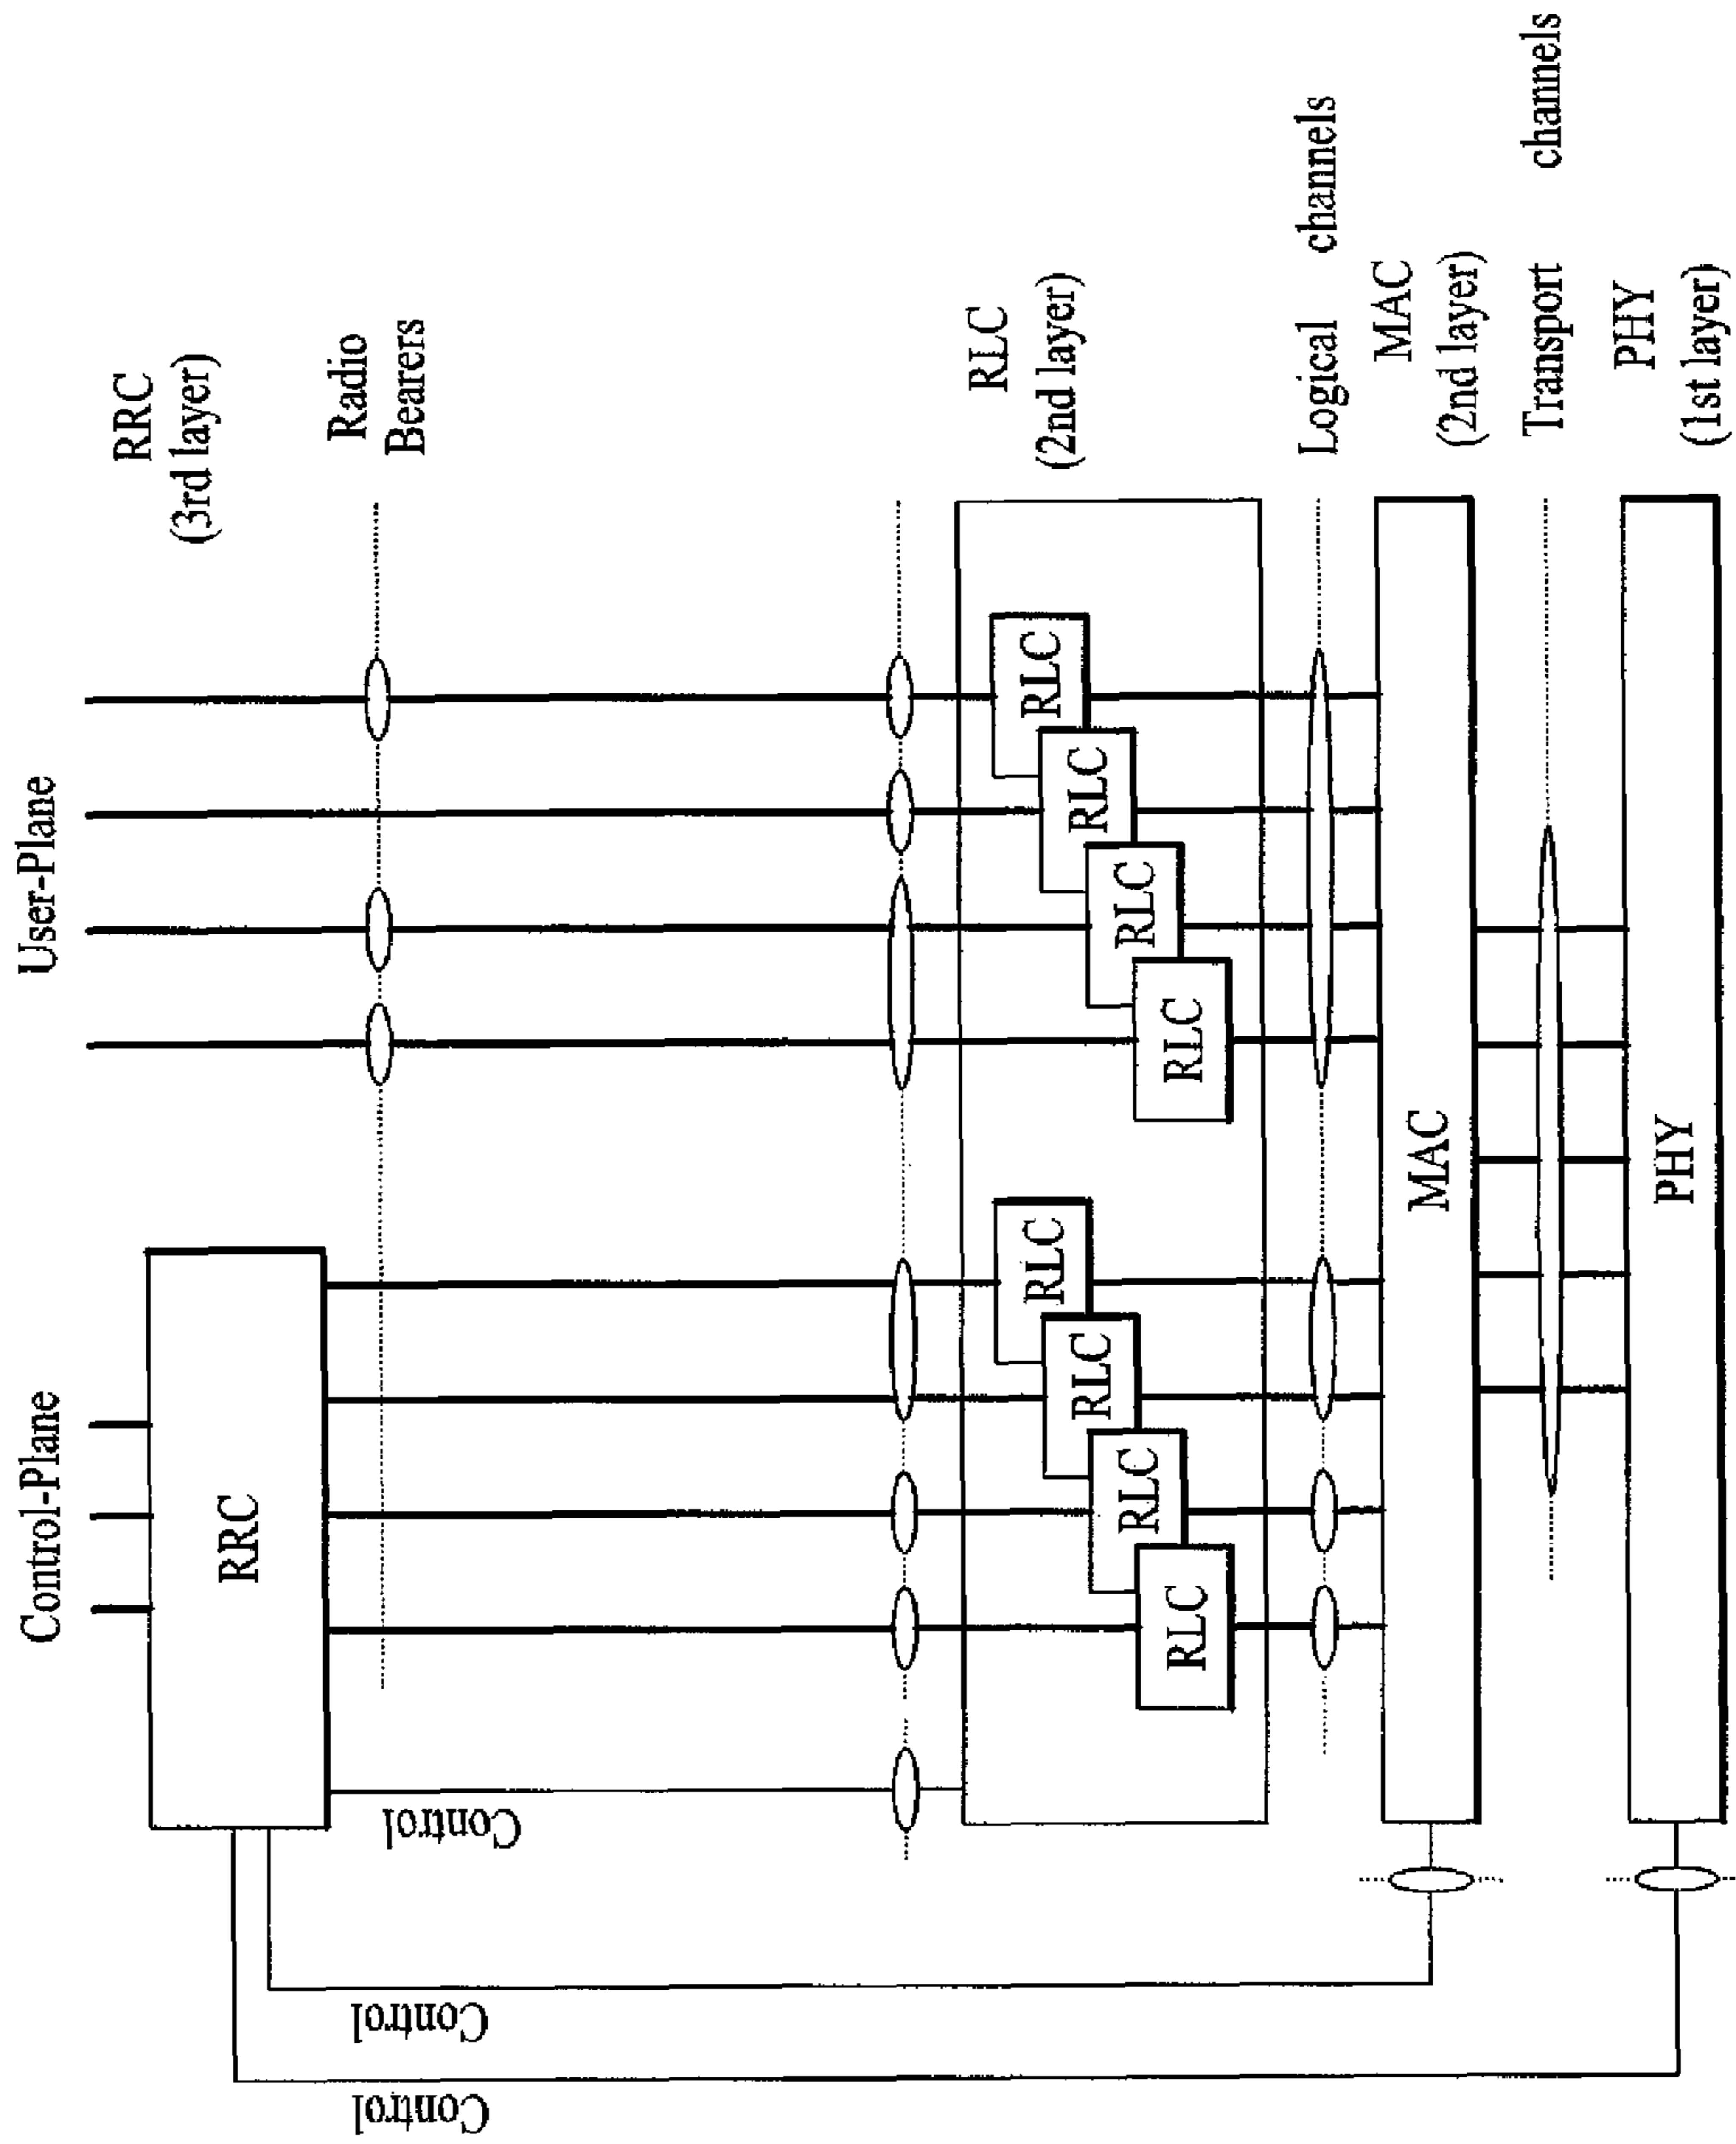 Control-Plane
User-Plane
RRC
(3rd layer)
RRC
Radio
Bearers
Control
Control
Control
RLC
(2nd layer)
RLC
RLC
RLC
RLC
RLC
RLC
RLC
RLC
Logical channels
MAC
MAC
(2nd layer)
Transport channels
PHY
PHY
(1st layer)